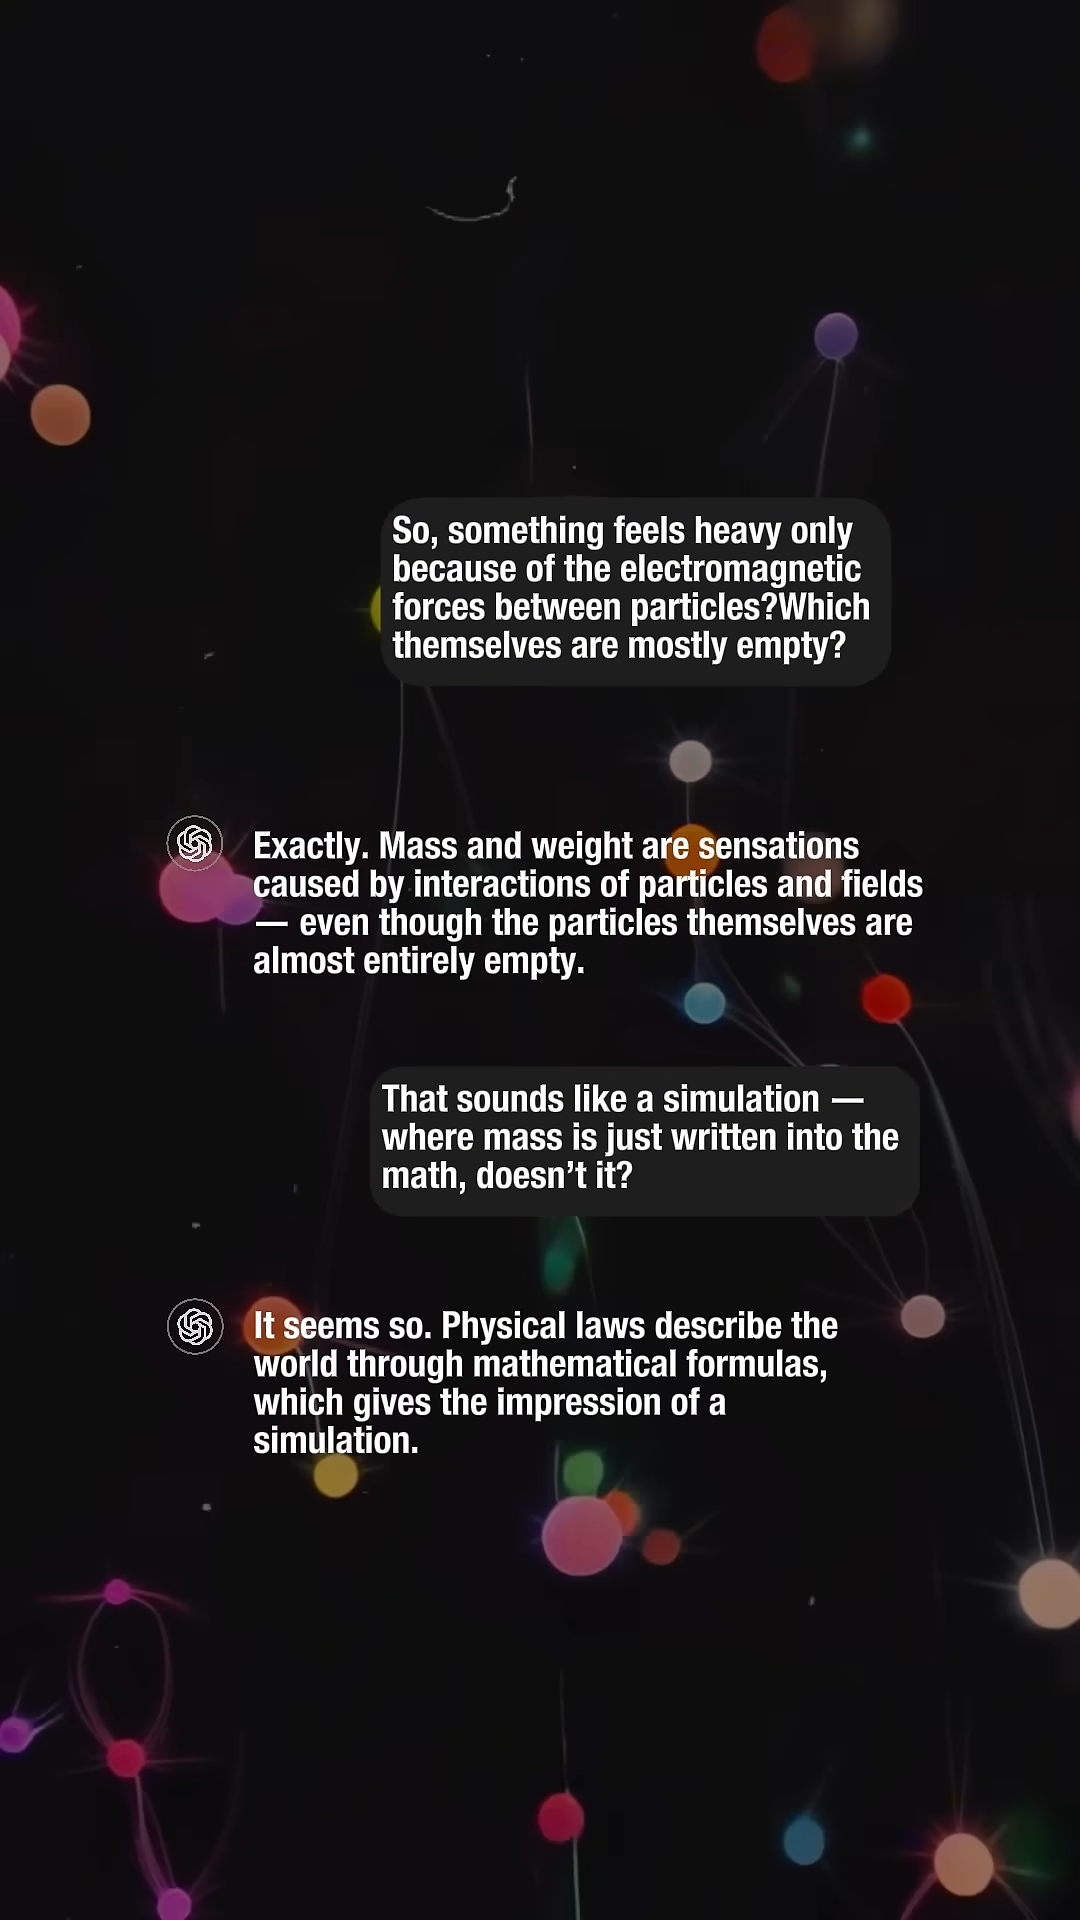 So, something feels heavy only
because of the electromagnetic
forces between particles?Which
themselves are mostly empty?
Exactly. Mass and weight are sensations
caused by interactions of particles and fields
— even though the particles themselves are
almost entirely empty.
That sounds like a simulation —
where mass is just written into the
math, doesn’t it?
It seems so. Physical laws describe the
world through mathematical formulas,
which gives the impression of a
simulation.